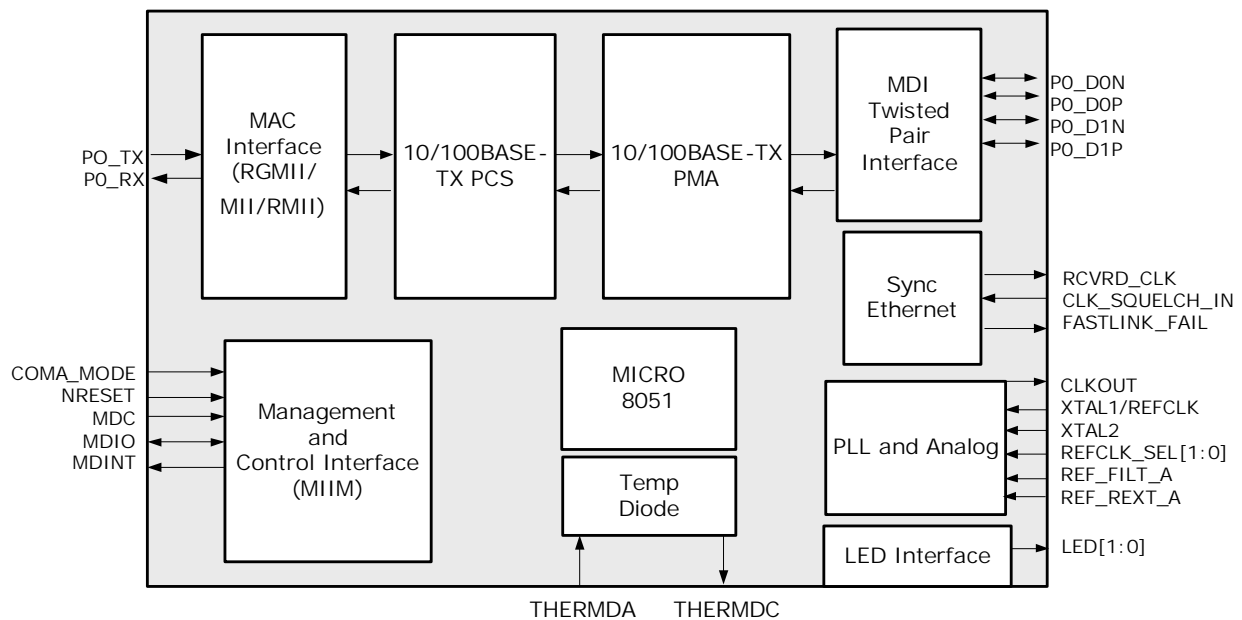 MAC
Interface
(RGMII/
MII/RMII)
10/100BASE-
TX PCS
10/100BASE-TX
PMA
MDI
Twisted
Pair
Interface
PO_TX
P0_RX
P0_D0N
P0_D0P
P0_D1N
P0_D1P
Sync
Ethernet
RCVRD_CLK
CLK_SQUELCH_IN
FASTLINK_FAIL
COMA_MODE
NRESET
MDC
MDIO
MDINT
Management
and
Control Interface
(MIIM)
MICRO
8051
Temp
Diode
PLL and Analog
CLKOUT
XTAL1/REFCLK
XTAL2
REFCLK_SEL[1:0]
REF_FILT_A
REF_REXT_A
LED Interface
LED[1:0]
THERMDA
THERMDC